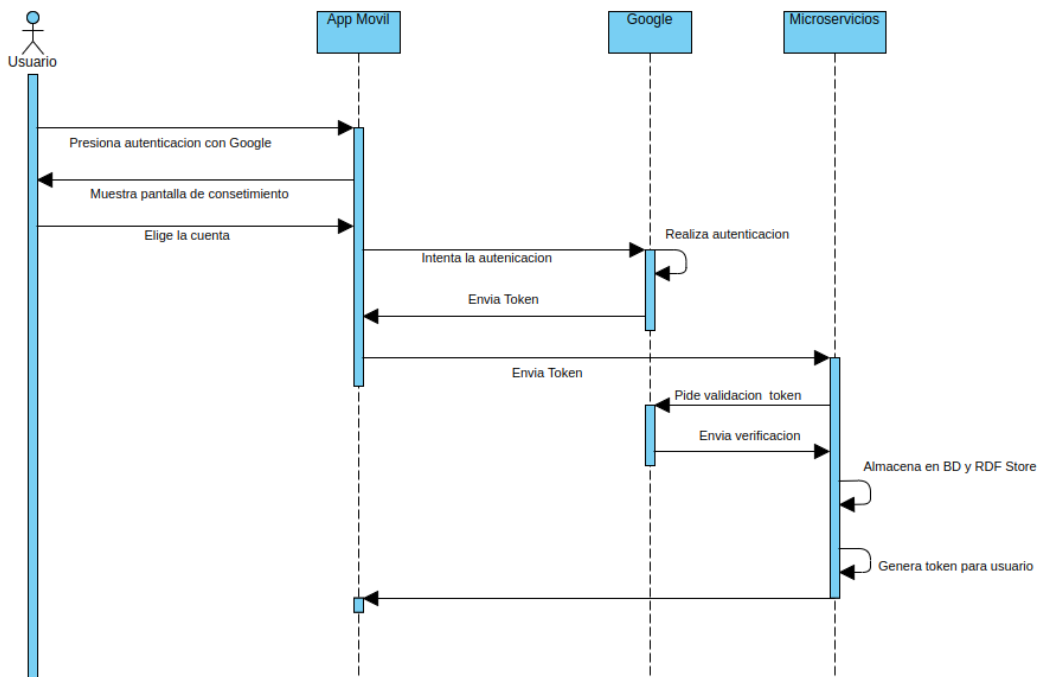 App Movil
Google
Microservicios
Usuario
Presiona autenticacion con Google
Muestra pantalla de consetimiento
Elige la cuenta
Realiza autenticacion
Intenta la autenicacion
Envia Token
Envia Token
Pide validacion token
Envia verificacion
Almacena en BD y RDF Store
Genera token para usuario